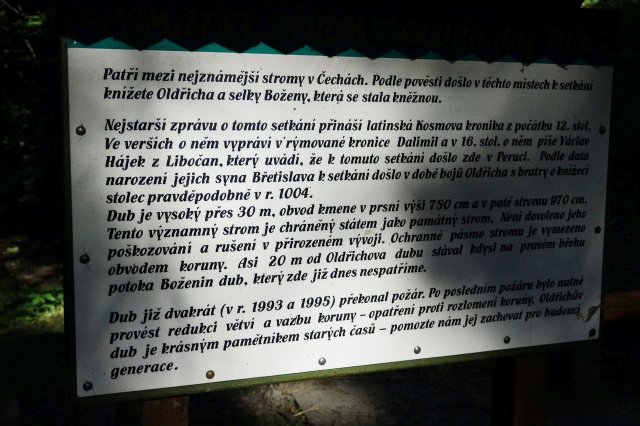 Patří mezi nejznámější stromy v Čechách. Podle pověsti došlo v těchto místech k setkání
knížete Oldřicha a selky Boženy, která se stala kněžnou.
Nejstarší zprávu o tomto setkání přináší latinská Kosmova kronika z počátku 12. stol.
Ve verších o něm vypráví v rýmované kronice Dalimil a v 16. stol. o něm píše Václav
Hájek z Libočan, který uvádí, že k tomuto setkání došlo zde v Peruci. Podle data
narození jejich syna Břetislava k setkání došlo v době bojů Oldřicha s bratry o knížecí
stolec pravděpodobně v r. 1004.
Dub je vysoký přes 30 m, obvod kmene v prsní výši 750 cm a v patě stromu 970 cm.
Tento významný strom je chráněný státem jako památný strom. Není dovoleno jeho
poškozování a rušení v přirozeném vývoji. Ochranné pásmo stromu je vymezeno
obvodem koruny. Asi 20 m od Oldřichova dubu stával kdysi na pravém břehu
potoka Boženin dub, který zde již dnes nespatříme.
Dub již dvakrát (v r. 1993 a 1995) překonal požár. Po posledním požáru bylo nutné
provést redukci větví a vazbu koruny – opatření proti rozlomení koruny. Oldřichův
dub je krásným pamětníkem starých časů – pomozte nám jej zachovat pro budoucí
generace.